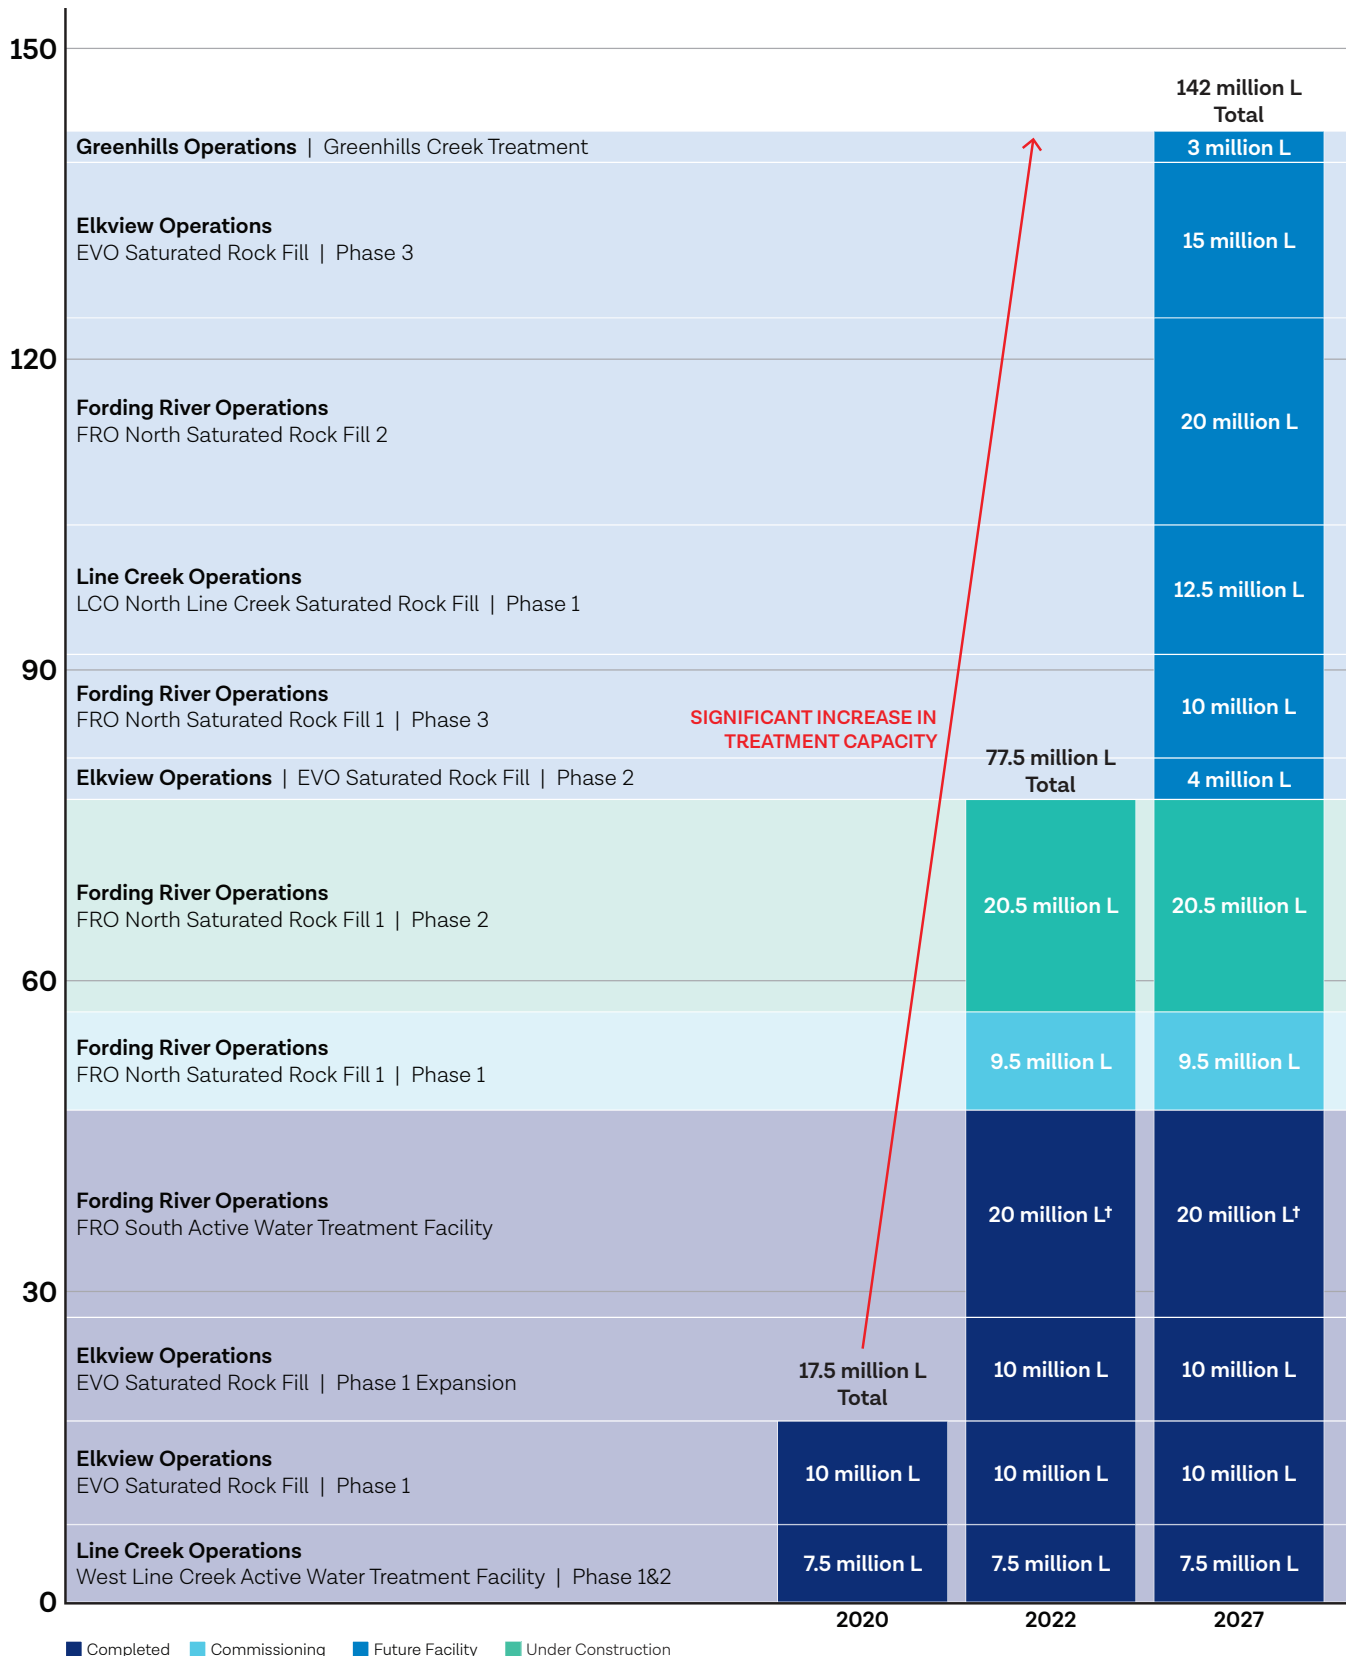 150
142 million L
Total
Greenhills Operations | Greenhills Creek Treatment
3 million L
Elkview Operations
EVO Saturated Rock Fill | Phase 3
15 million L
120
Fording River Operations
FRO North Saturated Rock Fill 2
20 million L
Line Creek Operations
LCO North Line Creek Saturated Rock Fill | Phase 1
12.5 million L
90
Fording River Operations
FRO North Saturated Rock Fill 1 | Phase 3
10 million L
SIGNIFICANT INCREASE IN
TREATMENT CAPACITY
77.5 million L
Total
Elkview Operations | EVO Saturated Rock Fill | Phase 2
4 million L
Fording River Operations
FRO North Saturated Rock Fill 1 | Phase 2
20.5 million L
20.5 million L
60
Fording River Operations
FRO North Saturated Rock Fill 1 | Phase 1
9.5 million L
9.5 million L
Fording River Operations
FRO South Active Water Treatment Facility
20 million L†
20 million L†
30
Elkview Operations
EVO Saturated Rock Fill | Phase 1 Expansion
17.5 million L
Total
10 million L
10 million L
Elkview Operations
EVO Saturated Rock Fill | Phase 1
10 million L
10 million L
10 million L
Line Creek Operations
West Line Creek Active Water Treatment Facility | Phase 1&2
7.5 million L
7.5 million L
7.5 million L
0
2020
2022
2027
Completed
Commissioning
Future Facility
Under Construction